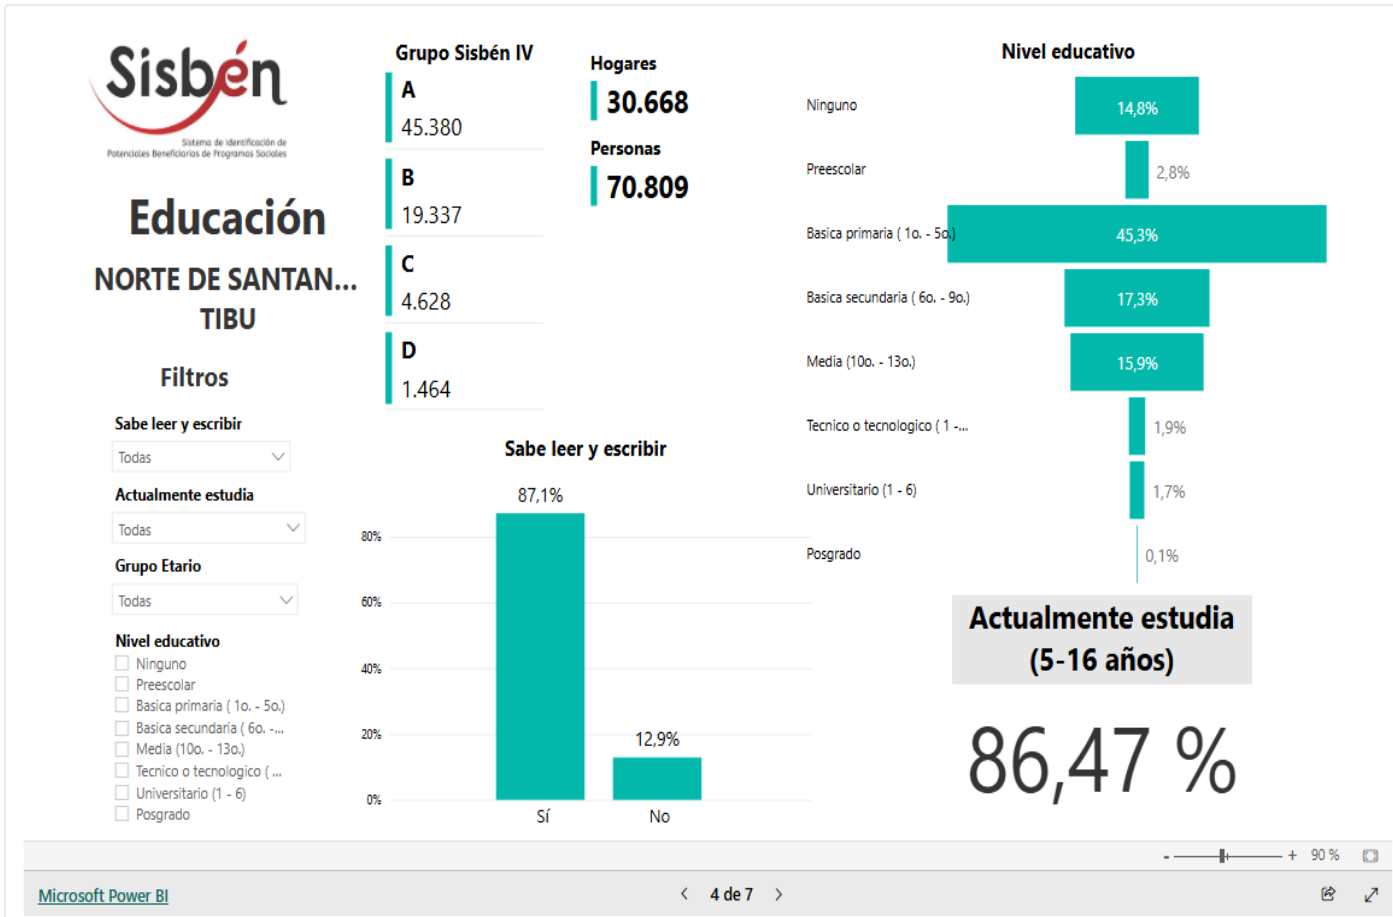 Sisbén
Sistema de Identificación de
Potenciales Beneficiarios de Programas Sociales
Educación
NORTE DE SANTAN...
TIBU
Filtros
Sabe leer y escribir
Todas
Actualmente estudia
Todas
Grupo Etario
Todas
Nivel educativo
Ninguno
Preescolar
Basica primaria ( 1o. - 5o.)
Basica secundaria ( 6o. -...
Media (10o. - 13o.)
Tecnico o tecnologico ( ...
Universitario (1 - 6)
Posgrado
Grupo Sisbén IV
A
45.380
B
19.337
C
4.628
D
1.464
Hogares
30.668
Personas
70.809
Sabe leer y escribir
87,1%
12,9%
80%
60%
40%
20%
0%
Sí
No
Nivel educativo
Ninguno 14,8%
Preescolar 2,8%
Basica primaria ( 1o. - 5o.) 45,3%
Basica secundaria ( 6o. - 9o.) 17,3%
Media (10o. - 13o.) 15,9%
Tecnico o tecnologico ( 1 -... 1,9%
Universitario (1 - 6) 1,7%
Posgrado 0,1%
Actualmente estudia
(5-16 años)
86,47 %
- + 90 %
Microsoft Power BI
< 4 de 7 >